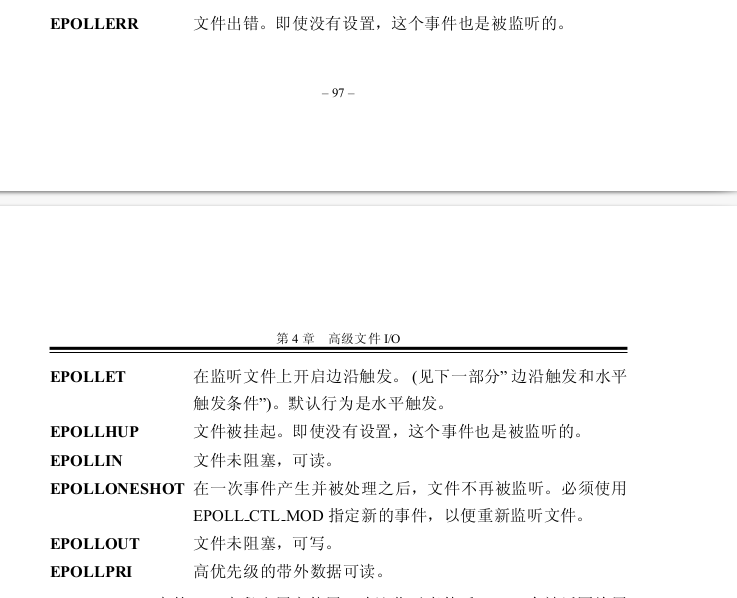 EPOLLERR 文件出错。即使没有设置，这个事件也是被监听的。
– 97 –
第 4 章 高级文件 I/O
EPOLLET 在监听文件上开启边沿触发。 (见下一部分” 边沿触发和水平
触发条件”)。默认行为是水平触发。
EPOLLHUP 文件被挂起。即使没有设置，这个事件也是被监听的。
EPOLLIN 文件未阻塞，可读。
EPOLLONESHOT 在一次事件产生并被处理之后，文件不再被监听。必须使用
EPOLL_CTL_MOD 指定新的事件，以便重新监听文件。
EPOLLOUT 文件未阻塞，可写。
EPOLLPRI 高优先级的带外数据可读。